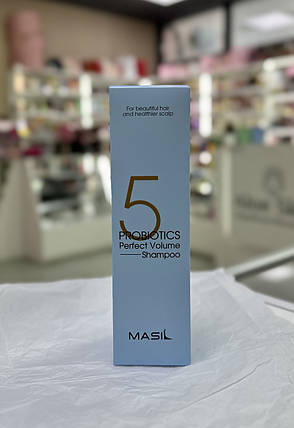 For beautiful hair
and healthier scalp
5
PROBIOTICS
Perfect Volume
Shampoo
MASIL